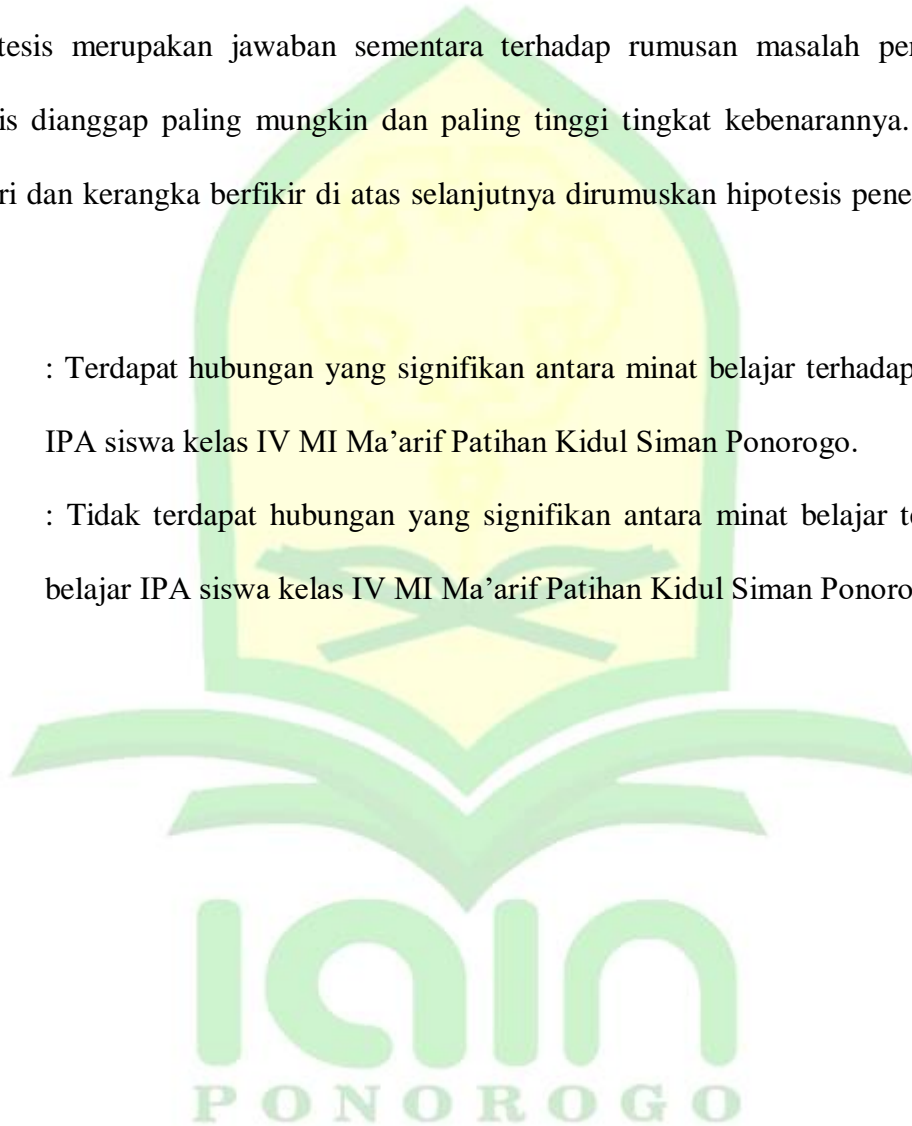 tesis merupakan jawaban sementara terhadap rumusan masalah pen
is dianggap paling mungkin dan paling tinggi tingkat kebenarannya.
ri dan kerangka berfikir di atas selanjutnya dirumuskan hipotesis pene
: Terdapat hubungan yang signifikan antara minat belajar terhadap
IPA siswa kelas IV MI Ma’arif Patihan Kidul Siman Ponorogo.
: Tidak terdapat hubungan yang signifikan antara minat belajar te
belajar IPA siswa kelas IV MI Ma’arif Patihan Kidul Siman Ponoro
IAIN
PONOROGO